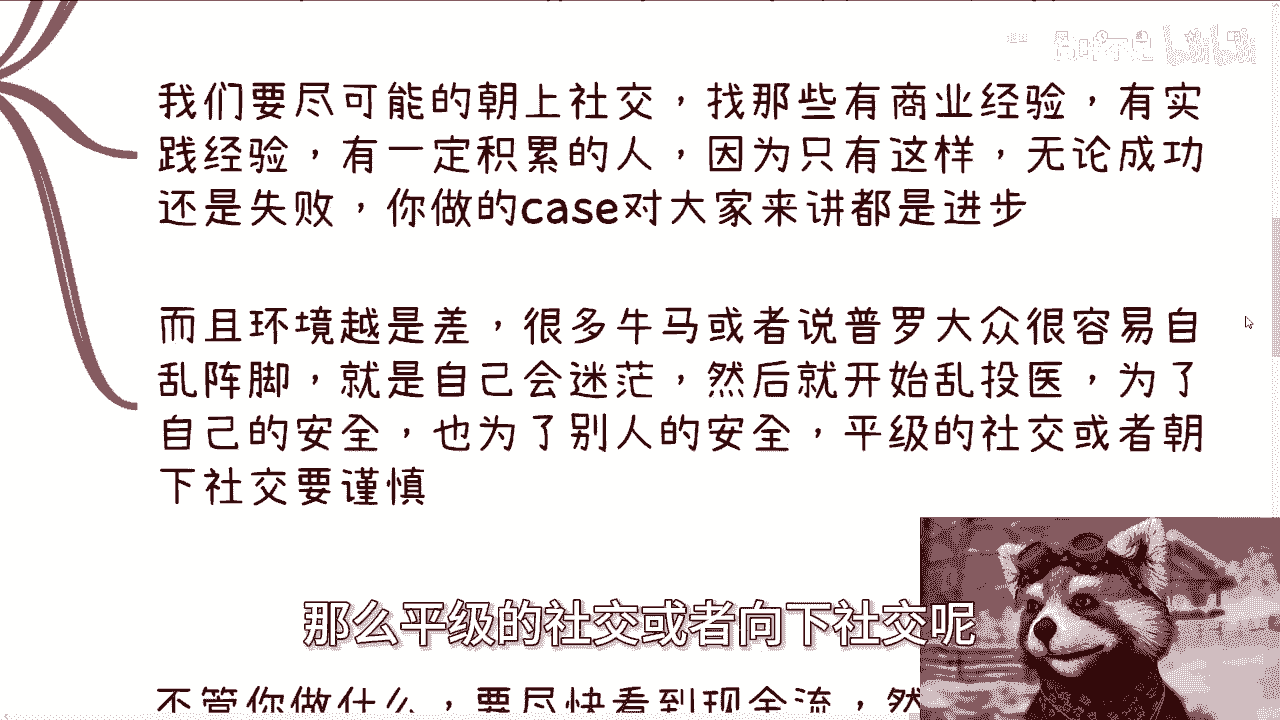 我们要尽可能的朝上社交，找那些有商业经验，有实
践经验，有一定积累的人，因为只有这样，无论成功
还是失败，你做的case对大家来讲都是进步
而且环境越是差，很多牛马或者说普罗大众很容易自
乱阵脚，就是自己会迷茫，然后就开始乱投医，为了
自己的安全，也为了别人的安全，平级的社交或者朝
下社交要谨慎
那么平级的社交或者向下社交呢
不管你做什么，要尽快看到现金流，然